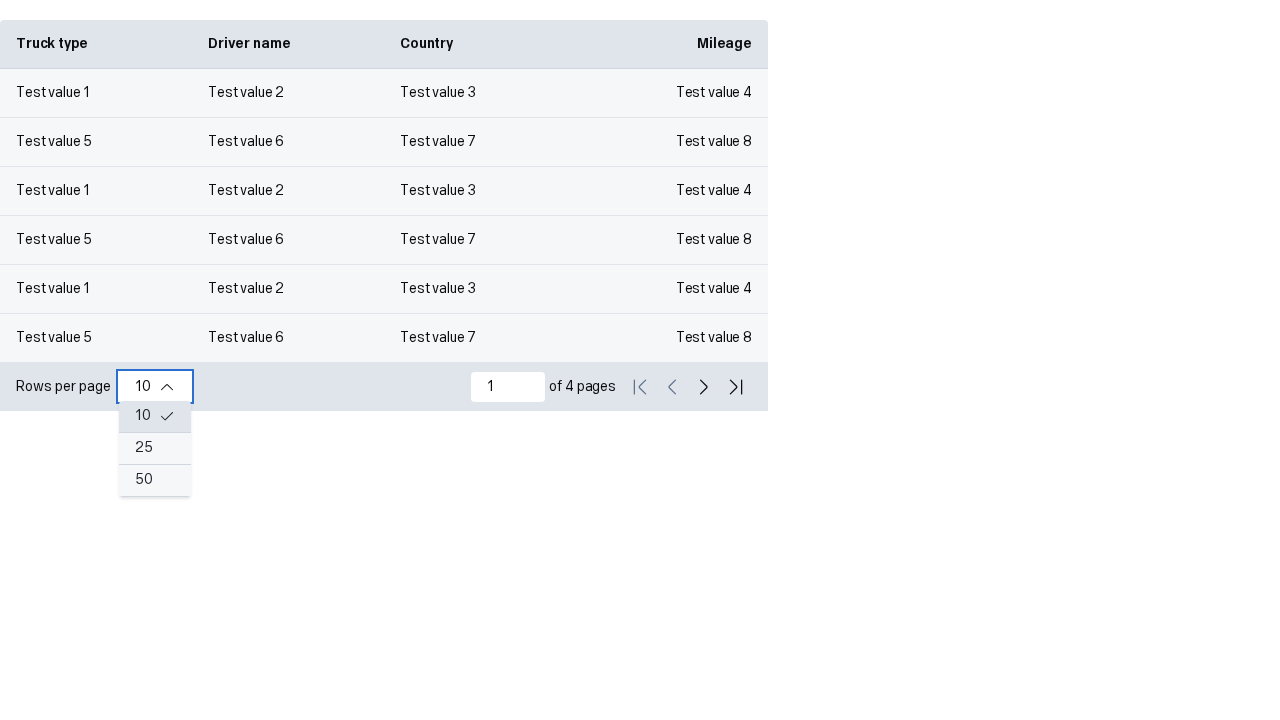 Truck type Driver name Country Mileage
Test value 1 Test value 2 Test value 3 Test value 4
Test value 5 Test value 6 Test value 7 Test value 8
Test value 1 Test value 2 Test value 3 Test value 4
Test value 5 Test value 6 Test value 7 Test value 8
Test value 1 Test value 2 Test value 3 Test value 4
Test value 5 Test value 6 Test value 7 Test value 8
Rows per page 10 1 of 4 pages
10
25
50